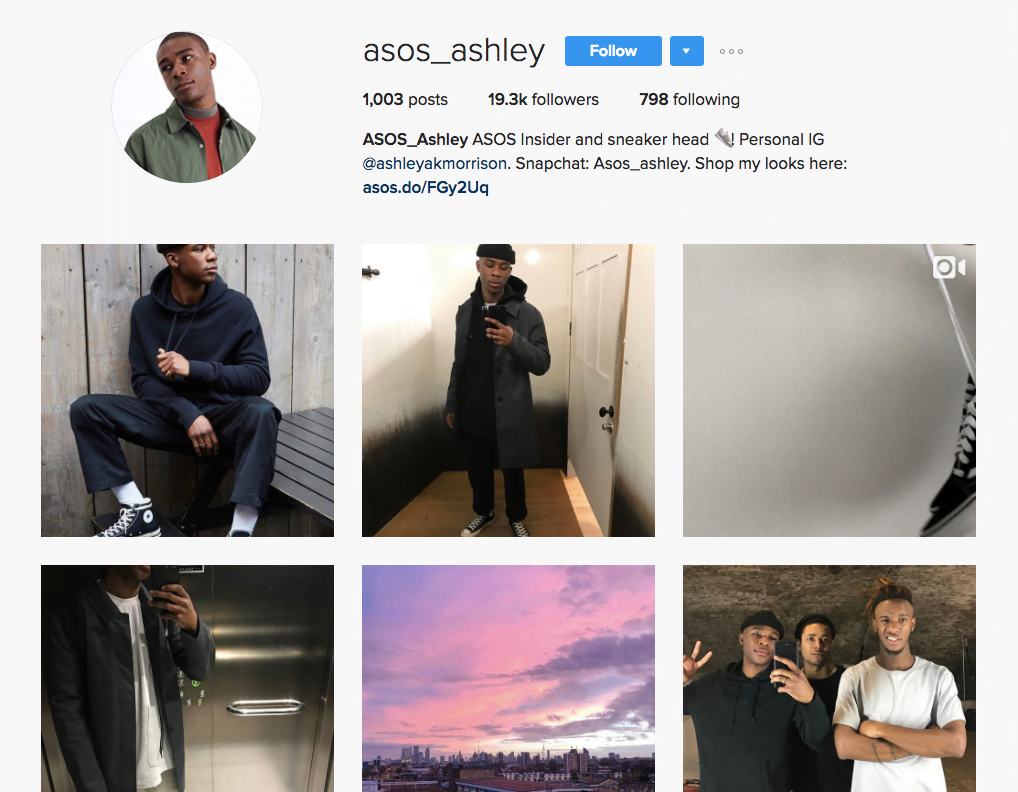 asos_ashley Follow
1,003 posts 19.3k followers 798 following
ASOS_Ashley ASOS Insider and sneaker head 👟! Personal IG
@ashleyakmorrison. Snapchat: Asos_ashley. Shop my looks here:
asos.do/FGy2Uq